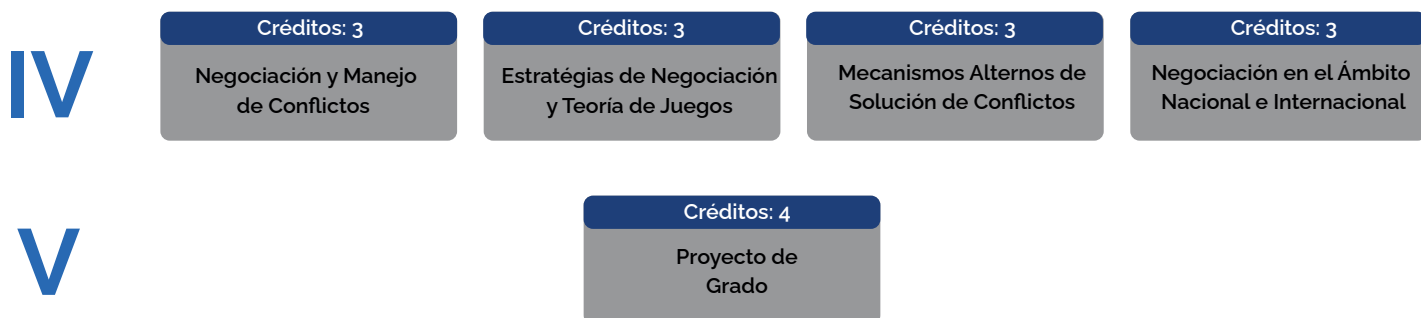 IV
Créditos: 3
Negociación y Manejo
de Conflictos
Créditos: 3
Estratégias de Negociación
y Teoría de Juegos
Créditos: 3
Mecanismos Alternos de
Solución de Conflictos
Créditos: 3
Negociación en el Ámbito
Nacional e Internacional
V
Créditos: 4
Proyecto de
Grado